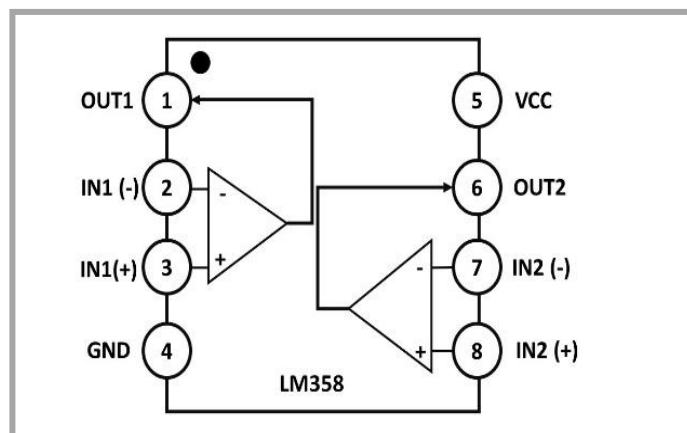 OUT1 1 5 VCC
IN1 (-) 2 - 6 OUT2
IN1(+) 3 + - 7 IN2 (-)
GND 4 + 8 IN2 (+)
LM358